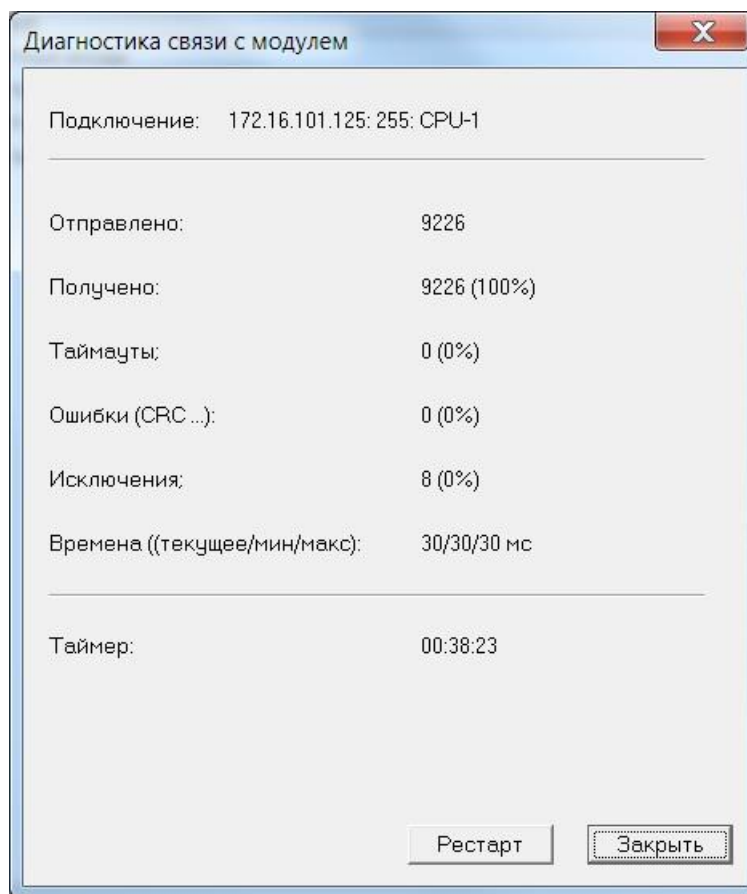 Диагностика связи с модулем
Подключение: 172.16.101.125: 255: CPU-1
Отправлено: 9226
Получено: 9226 (100%)
Таймауты; 0 (0%)
Ошибки (CRC ...): 0 (0%)
Исключения; 8 (0%)
Времена ((текущее/мин/макс): 30/30/30 мс
Таймер: 00:38:23
Рестарт Закрыть